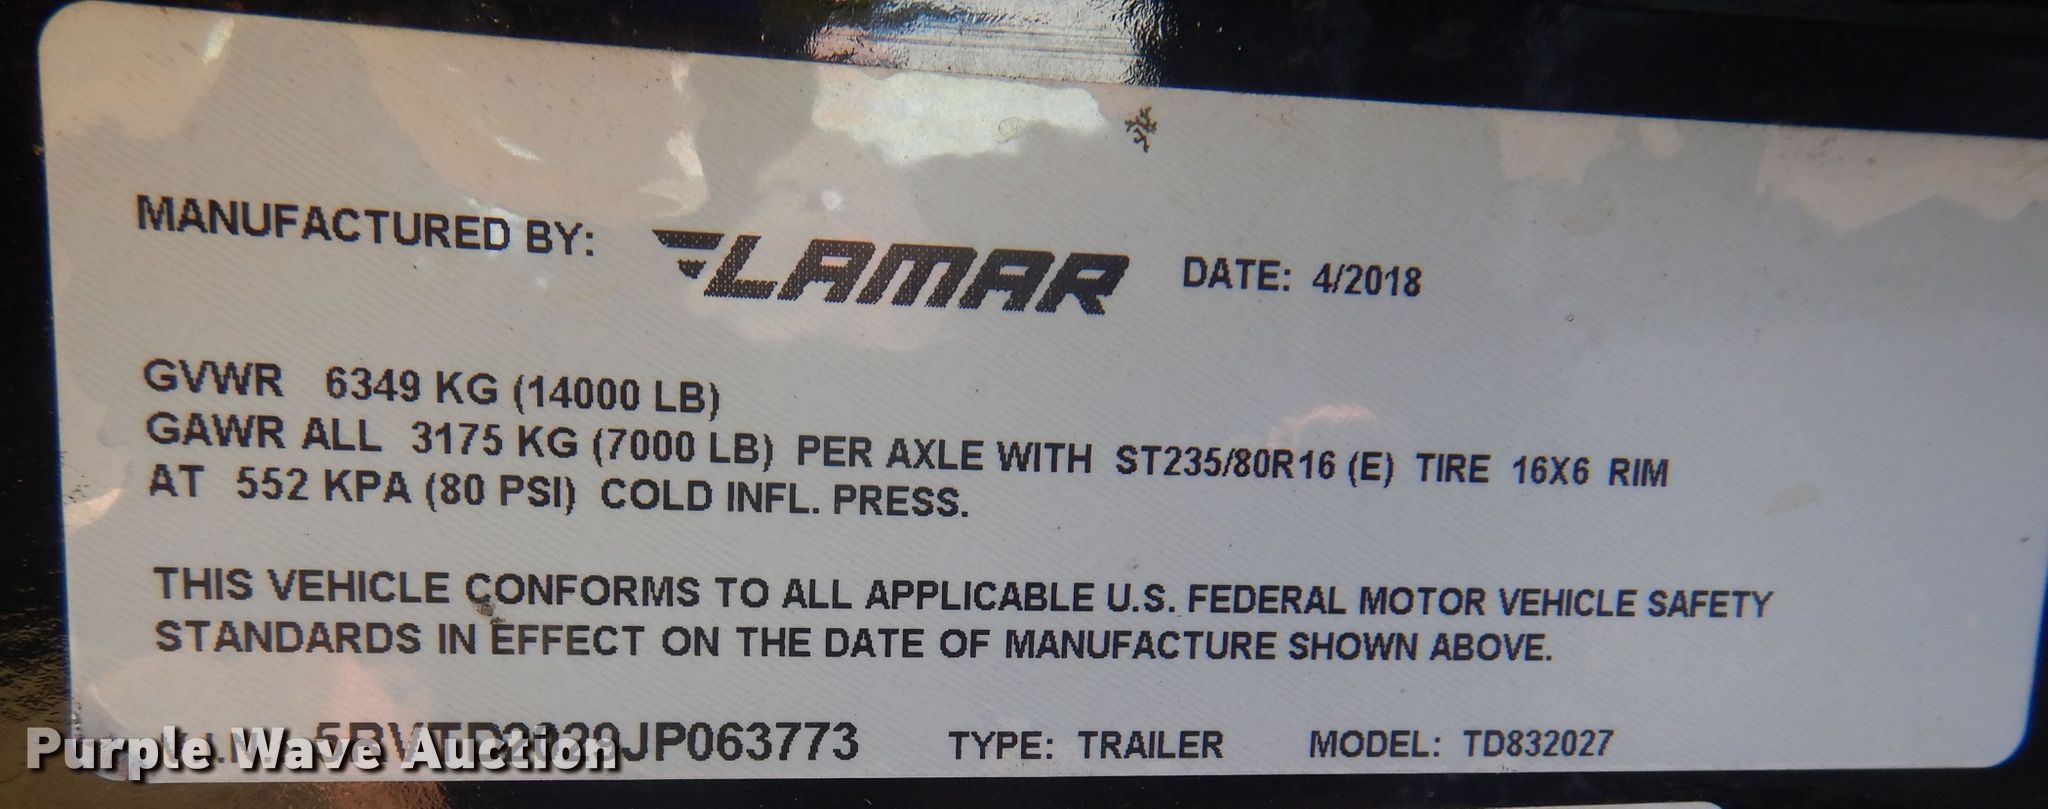 MANUFACTURED BY: LAMAR DATE: 4/2018
GVWR 6349 KG (14000 LB)
GAWR ALL 3175 KG (7000 LB) PER AXLE WITH ST235/80R16 (E) TIRE 16X6 RIM
AT 552 KPA (80 PSI) COLD INFL. PRESS.
THIS VEHICLE CONFORMS TO ALL APPLICABLE U.S. FEDERAL MOTOR VEHICLE SAFETY
STANDARDS IN EFFECT ON THE DATE OF MANUFACTURE SHOWN ABOVE.
TYPE: TRAILER MODEL: TD832027
Purple Wave Auction